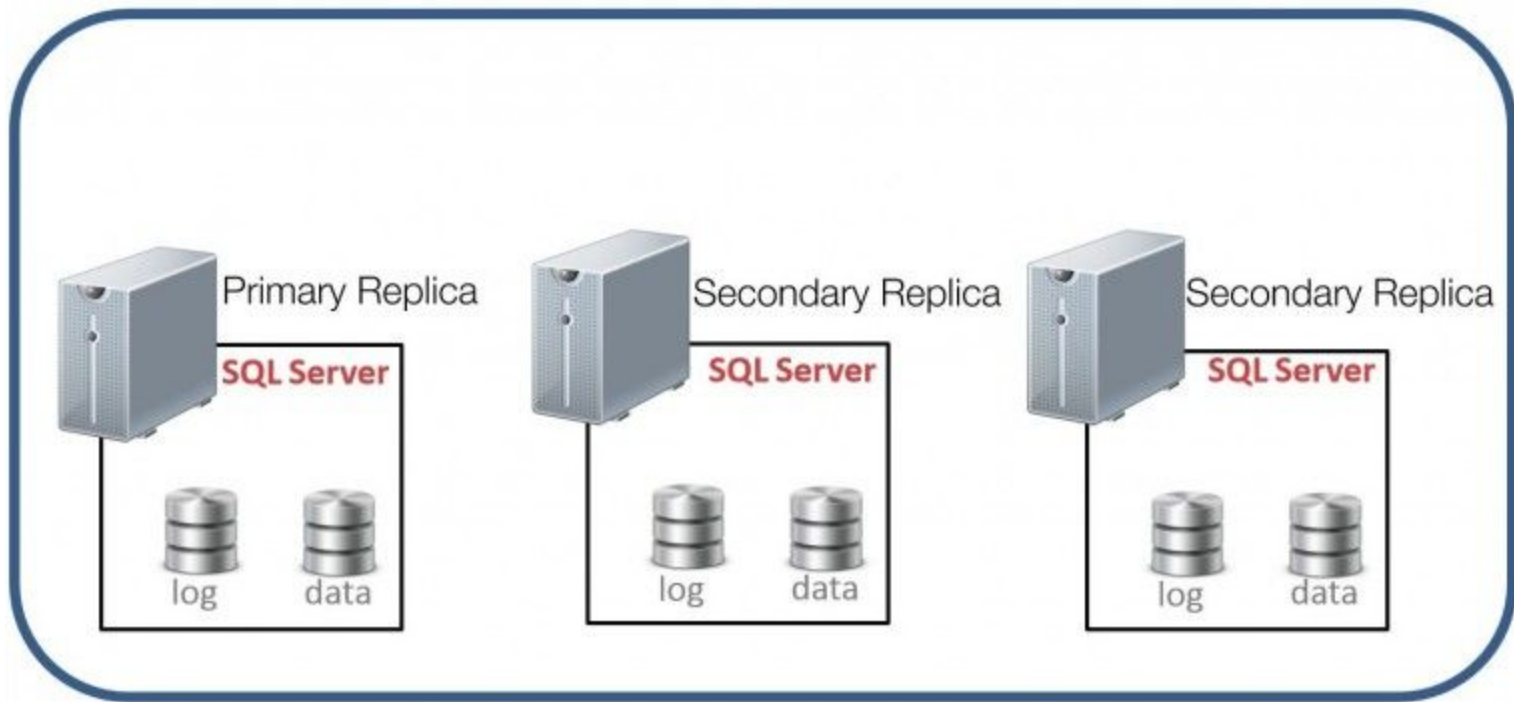 Primary Replica
SQL Server
log
data
Secondary Replica
SQL Server
log
data
Secondary Replica
SQL Server
log
data